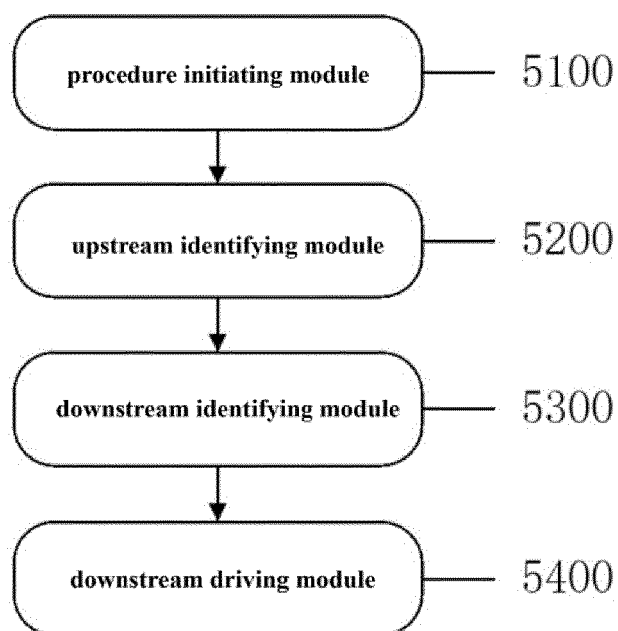 procedure initiating module 5100
upstream identifying module 5200
downstream identifying module 5300
downstream driving module 5400